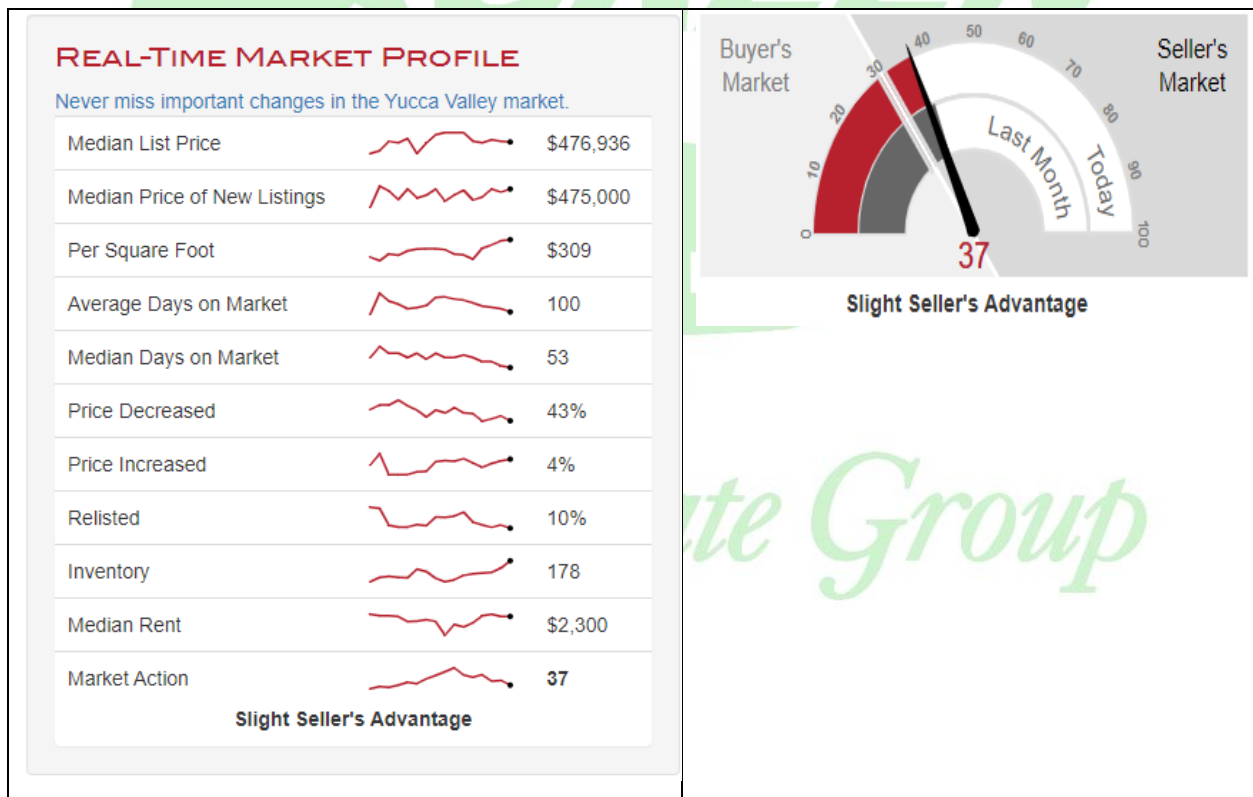 REAL-TIME MARKET PROFILE
Never miss important changes in the Yucca Valley market.
Median List Price $476,936
Median Price of New Listings $475,000
Per Square Foot $309
Average Days on Market 100
Median Days on Market 53
Price Decreased 43%
Price Increased 4%
Relisted 10%
Inventory 178
Median Rent $2,300
Market Action 37
Slight Seller's Advantage
Buyer's
Market
Seller's
Market
0 10 20 30 40 50 60 70 80 90 100
Last Month
Today
37
Slight Seller's Advantage
Group